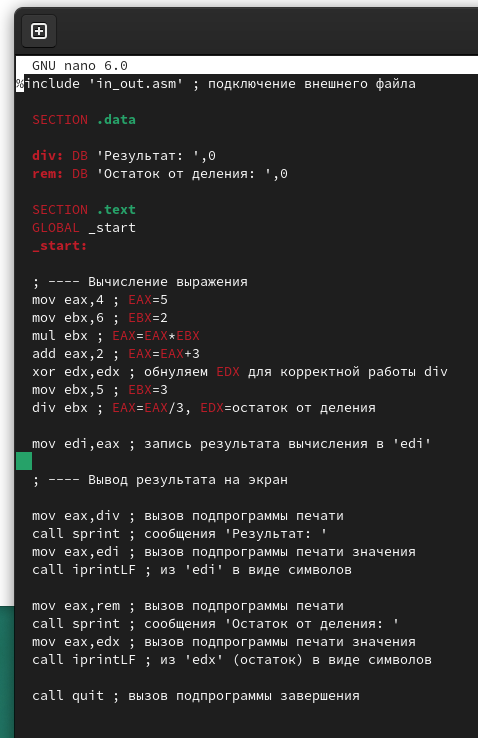 GNU nano 6.0
%include 'in_out.asm' ; подключение внешнего файла
SECTION .data
div: DB 'Результат: ',0
rem: DB 'Остаток от деления: ',0
SECTION .text
GLOBAL _start
_start:
; ---- Вычисление выражения
mov eax,4 ; EAX=5
mov ebx,6 ; EBX=2
mul ebx ; EAX=EAX*EBX
add eax,2 ; EAX=EAX+3
xor edx,edx ; обнуляем EDX для корректной работы div
mov ebx,5 ; EBX=3
div ebx ; EAX=EAX/3, EDX=остаток от деления
mov edi,eax ; запись результата вычисления в 'edi'
; ---- Вывод результата на экран
mov eax,div ; вызов подпрограммы печати
call sprint ; сообщения 'Результат: '
mov eax,edi ; вызов подпрограммы печати значения
call iprintLF ; из 'edi' в виде символов
mov eax,rem ; вызов подпрограммы печати
call sprint ; сообщения 'Остаток от деления: '
mov eax,edx ; вызов подпрограммы печати значения
call iprintLF ; из 'edx' (остаток) в виде символов
call quit ; вызов подпрограммы завершения